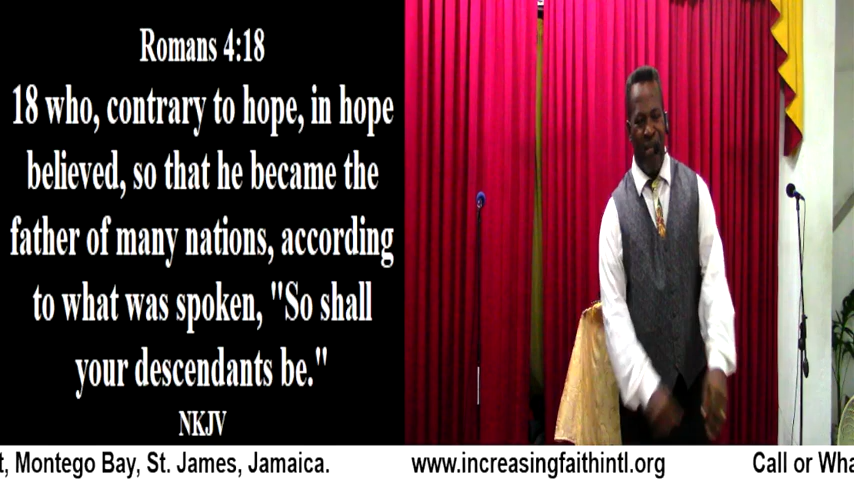 Romans 4:18
18 who, contrary to hope, in hope
believed, so that he became the
father of many nations, according
to what was spoken, "So shall
your descendants be."
NKJV
t, Montego Bay, St. James, Jamaica. www.increasingfaithintl.org Call or Wha